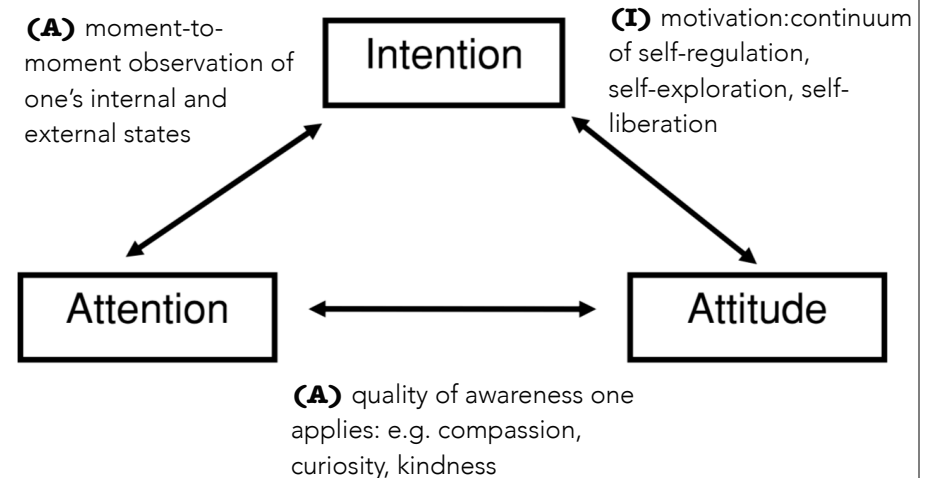 (A) moment-to-
moment observation of
one's internal and
external states
Intention
(I) motivation:continuum
of self-regulation,
self-exploration, self-
liberation
Attention
Attitude
(A) quality of awareness one
applies: e.g. compassion,
curiosity, kindness